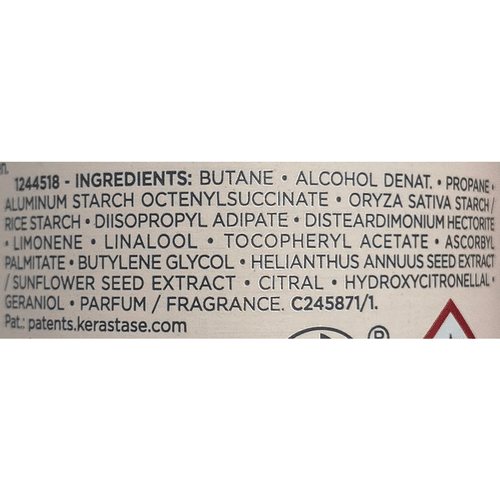 on.
1244518 - INGREDIENTS: BUTANE • ALCOHOL DENAT. • PROPANE •
ALUMINUM STARCH OCTENYLSUCCINATE • ORYZA SATIVA STARCH /
RICE STARCH • DIISOPROPYL ADIPATE • DISTEARDIMONIUM HECTORITE
• LIMONENE • LINALOOL • TOCOPHERYL ACETATE • ASCORBYL
PALMITATE • BUTYLENE GLYCOL • HELIANTHUS ANNUUS SEED EXTRACT
/ SUNFLOWER SEED EXTRACT • CITRAL • HYDROXYCITRONELLAL •
GERANIOL • PARFUM / FRAGRANCE. C245871/1.
Pat.: patents.kerastase.com
®